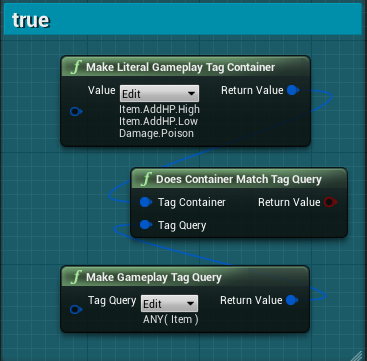 true
Make Literal Gameplay Tag Container
Value Edit Return Value
Item.AddHP.High
Item.AddHP.Low
Damage.Poison
Does Container Match Tag Query
Tag Container Return Value
Tag Query
Make Gameplay Tag Query
Tag Query Edit Return Value
ANY( Item )